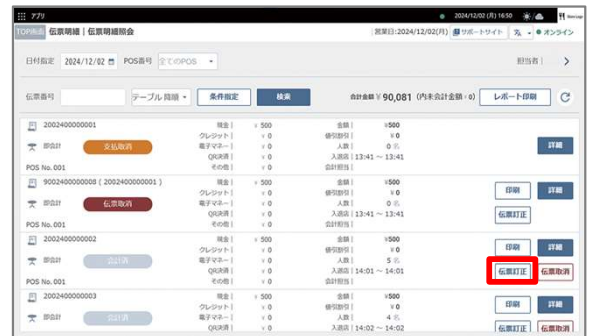 アプリ
2024/12/02 (月) 16:50
TOP画面 伝票明細 | 伝票明細照会
営業日:2024/12/02(月) サポートサイト オンライン
日付指定 2024/12/02 POS番号 全てのPOS
担当者 |
伝票番号 テーブル降順 条件指定 検索 合計金額 ¥ 90,081 (内未会計金額:0) レポート印刷
2002400000001 現金 | ¥ 500 金額 | ¥500
クレジット | ¥ 0 値引割引 | ¥ 0
即会計 支払取消 電子マネー | ¥ 0 人数 | 0 名 詳細
QR決済 | ¥ 0 入退店 | 13:41 ~ 13:41
POS No. 001 その他 | ¥ 0 会計担当 |
9002400000008 ( 2002400000001 ) 現金 | ¥ 500 金額 | ¥500
クレジット | ¥ 0 値引割引 | ¥ 0 印刷 詳細
即会計 伝票取消 電子マネー | ¥ 0 人数 | 0 名
QR決済 | ¥ 0 入退店 | 13:41 ~ 13:41 伝票訂正
POS No. 001 その他 | ¥ 0 会計担当 |
2002400000002 現金 | ¥ 500 金額 | ¥500
クレジット | ¥ 0 値引割引 | ¥ 0 印刷 詳細
即会計 会計済 電子マネー | ¥ 0 人数 | 5 名
QR決済 | ¥ 0 入退店 | 14:01 ~ 14:01 伝票訂正 伝票取消
POS No. 001 その他 | ¥ 0 会計担当 |
2002400000003 現金 | ¥ 500 金額 | ¥500
クレジット | ¥ 0 値引割引 | ¥ 0 印刷 詳細
即会計 会計済 電子マネー | ¥ 0 人数 | 4 名
QR決済 | ¥ 0 入退店 | 14:02 ~ 14:02 伝票訂正 伝票取消